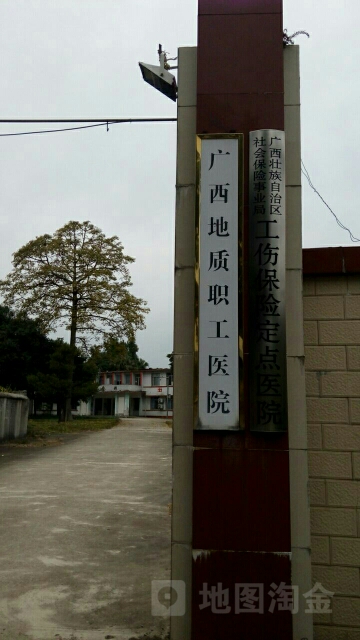 广西地质职工医院
广西壮族自治区
社会保险事业局
工伤保险定点医院
地图淘金